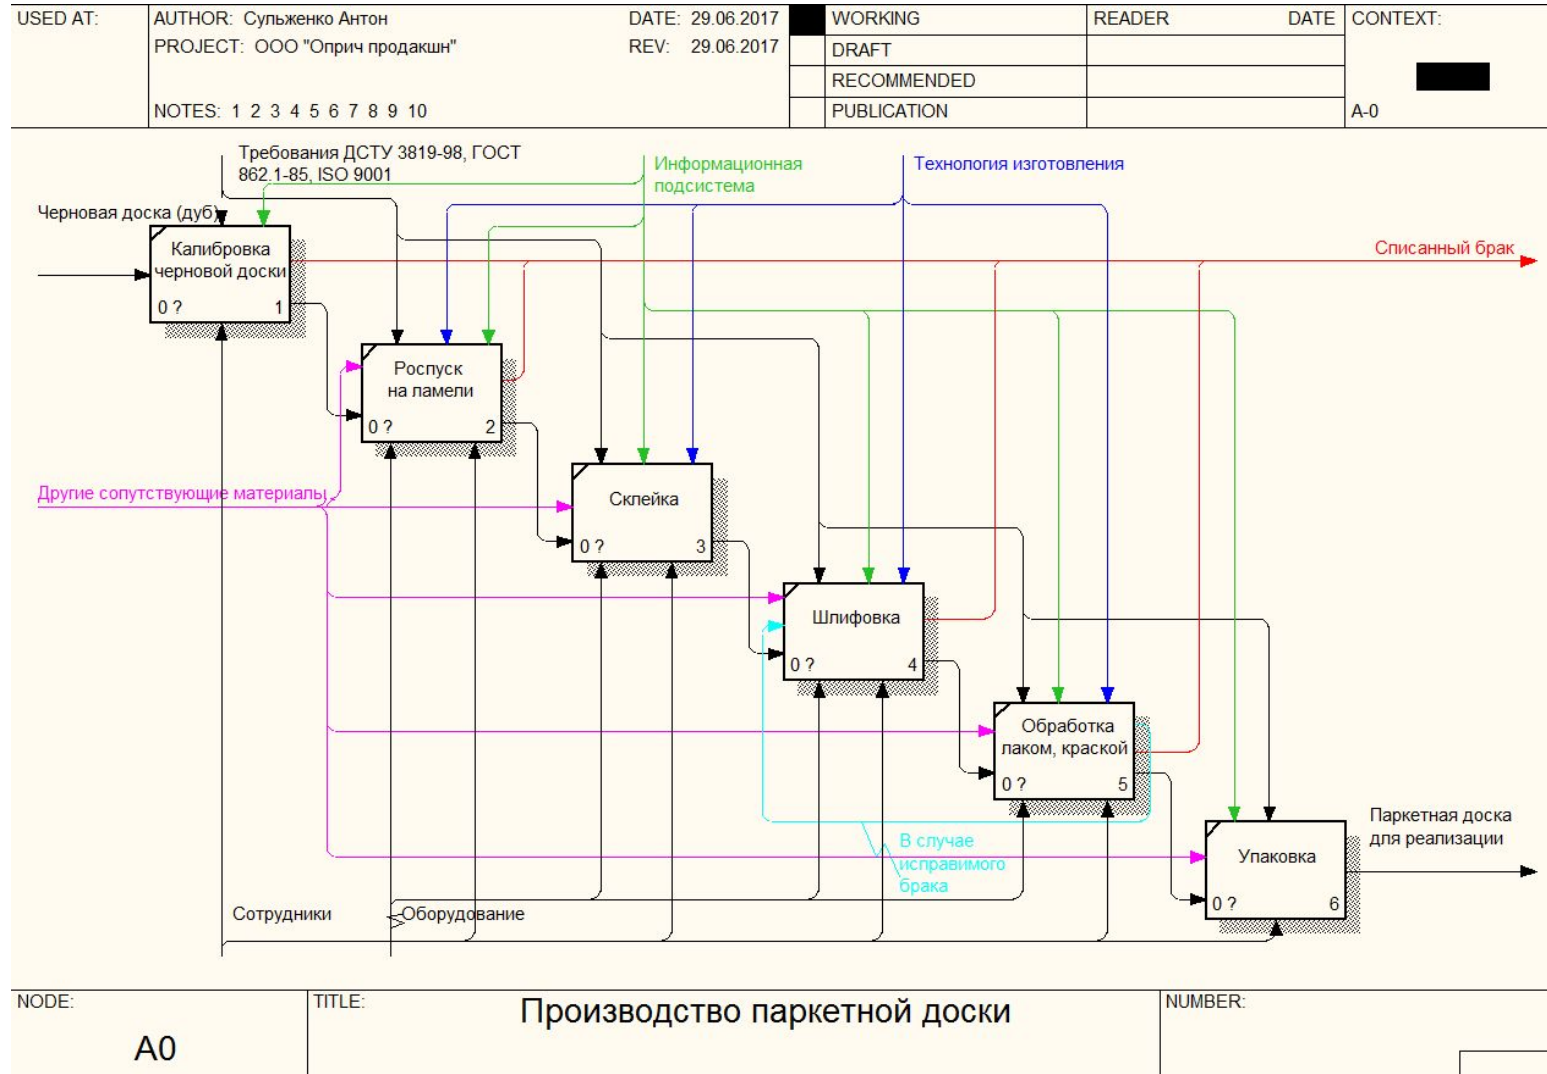 USED AT:
AUTHOR: Сульженко Антон
DATE: 29.06.2017
WORKING
READER
DATE
CONTEXT:
PROJECT: ООО "Оприч продакшн"
REV: 29.06.2017
DRAFT
RECOMMENDED
NOTES: 1 2 3 4 5 6 7 8 9 10
PUBLICATION
A-0
Требования ДСТУ 3819-98, ГОСТ
862.1-85, ISO 9001
Информационная
подсистема
Технология изготовления
Черновая доска (дуб)
Калибровка
черновой доски
0 ?
1
Списанный брак
Роспуск
на ламели
0 ?
2
Другие сопутствующие материалы
Склейка
0 ?
3
Шлифовка
0 ?
4
Обработка
лаком, краской
0 ?
5
В случае
исправимого
брака
Паркетная доска
для реализации
Упаковка
0 ?
6
Сотрудники
Оборудование
NODE:
A0
TITLE:
Производство паркетной доски
NUMBER: